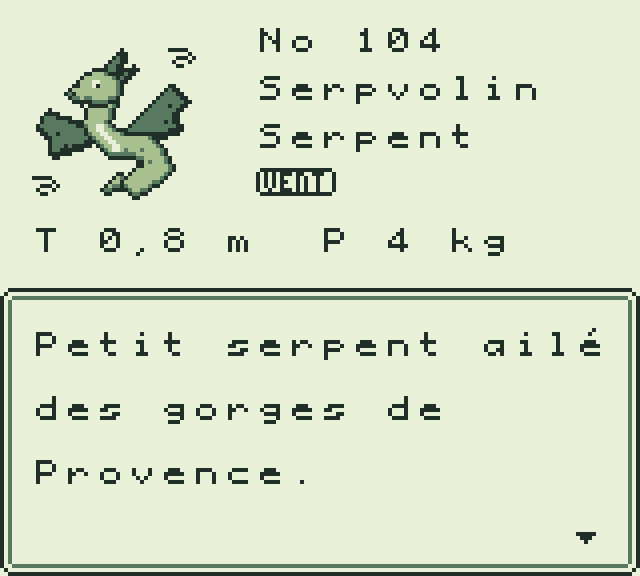 No 104
Serpvolin
Serpent
VENT
T 0,8 m P 4 kg
Petit serpent ailé
des gorges de
Provence.